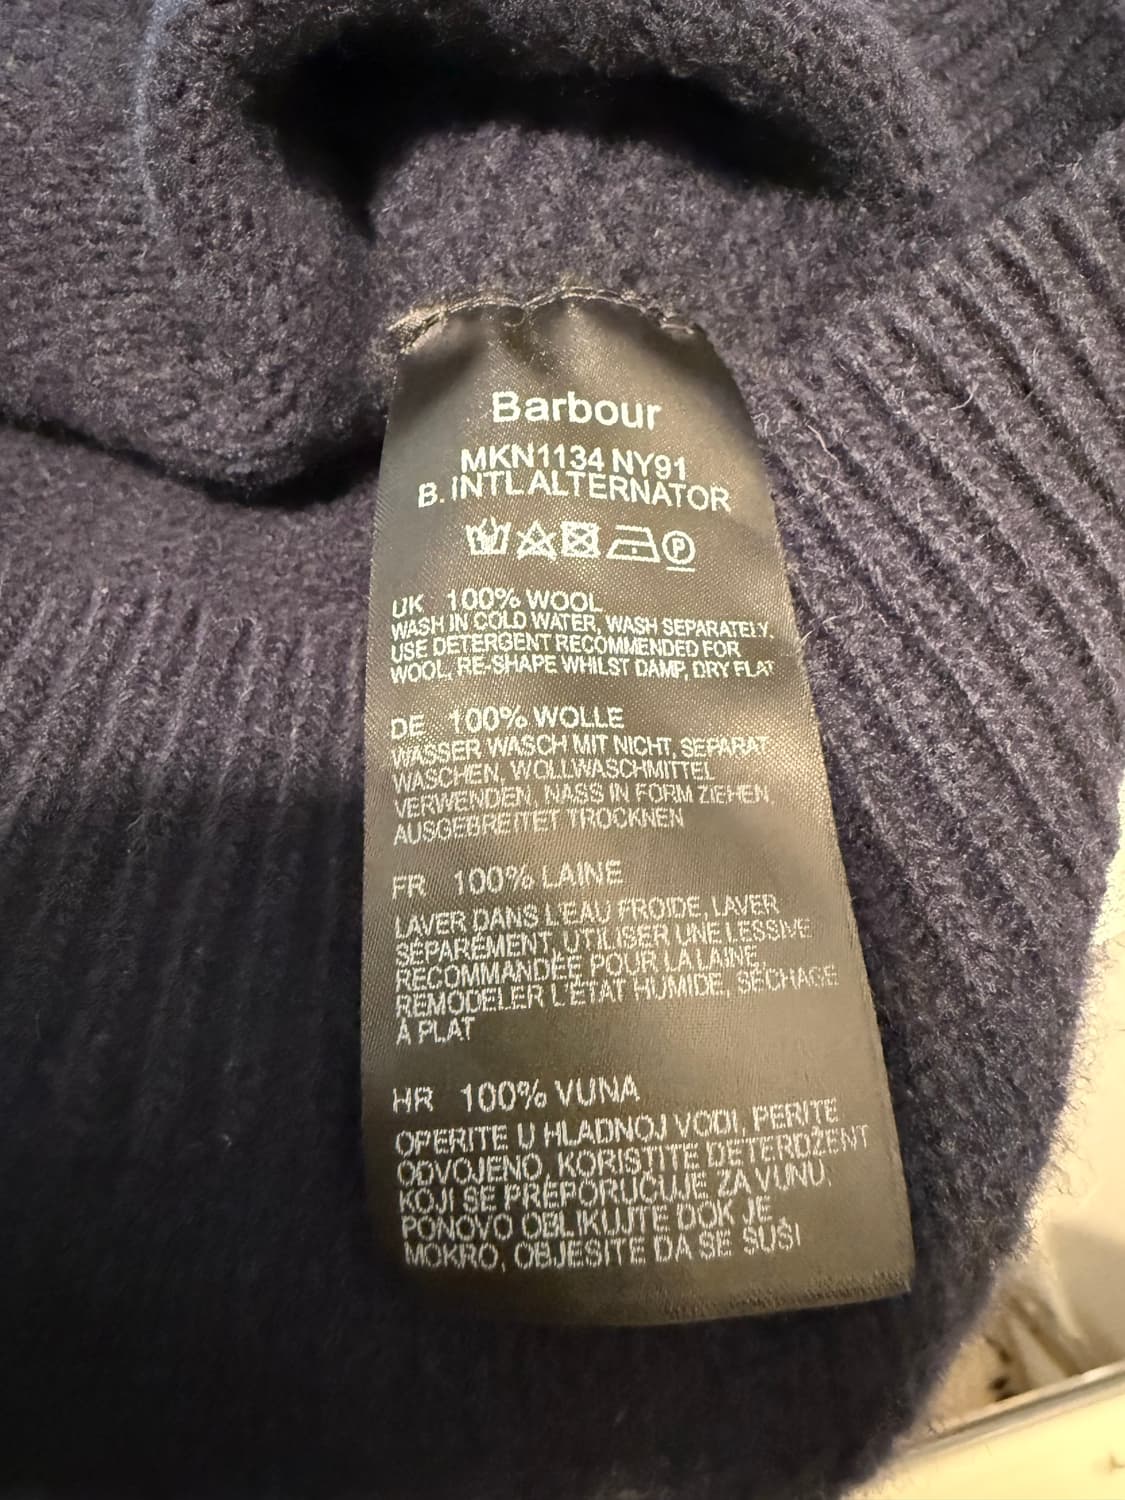 Barbour
MKN1134 NY91
B. INTL ALTERNATOR
P
UK 100% WOOL
WASH IN COLD WATER, WASH SEPARATELY.
USE DETERGENT RECOMMENDED FOR
WOOL, RE-SHAPE WHILST DAMP, DRY FLAT
DE 100% WOLLE
WASSER WASCH MIT NICHT, SEPARAT
WASCHEN, WOLLWASCHMITTEL
VERWENDEN, NASS IN FORM ZIEHEN,
AUSGEBREITET TROCKNEN
FR 100% LAINE
LAVER DANS L'EAU FROIDE, LAVER
SÉPARÉMENT, UTILISER UNE LESSIVE
RECOMMANDÉE POUR LA LAINE,
REMODELER L'ÉTAT HUMIDE, SÉCHAGE
À PLAT
HR 100% VUNA
OPERITE U HLADNOJ VODI, PERITE
ODVOJENO, KORISTITE DETERDŽENT
KOJI SE PREPORUČUJE ZA VUNU,
PONOVO OBLIKUJTE DOK JE
MOKRO, OBJESITE DA SE SUŠI